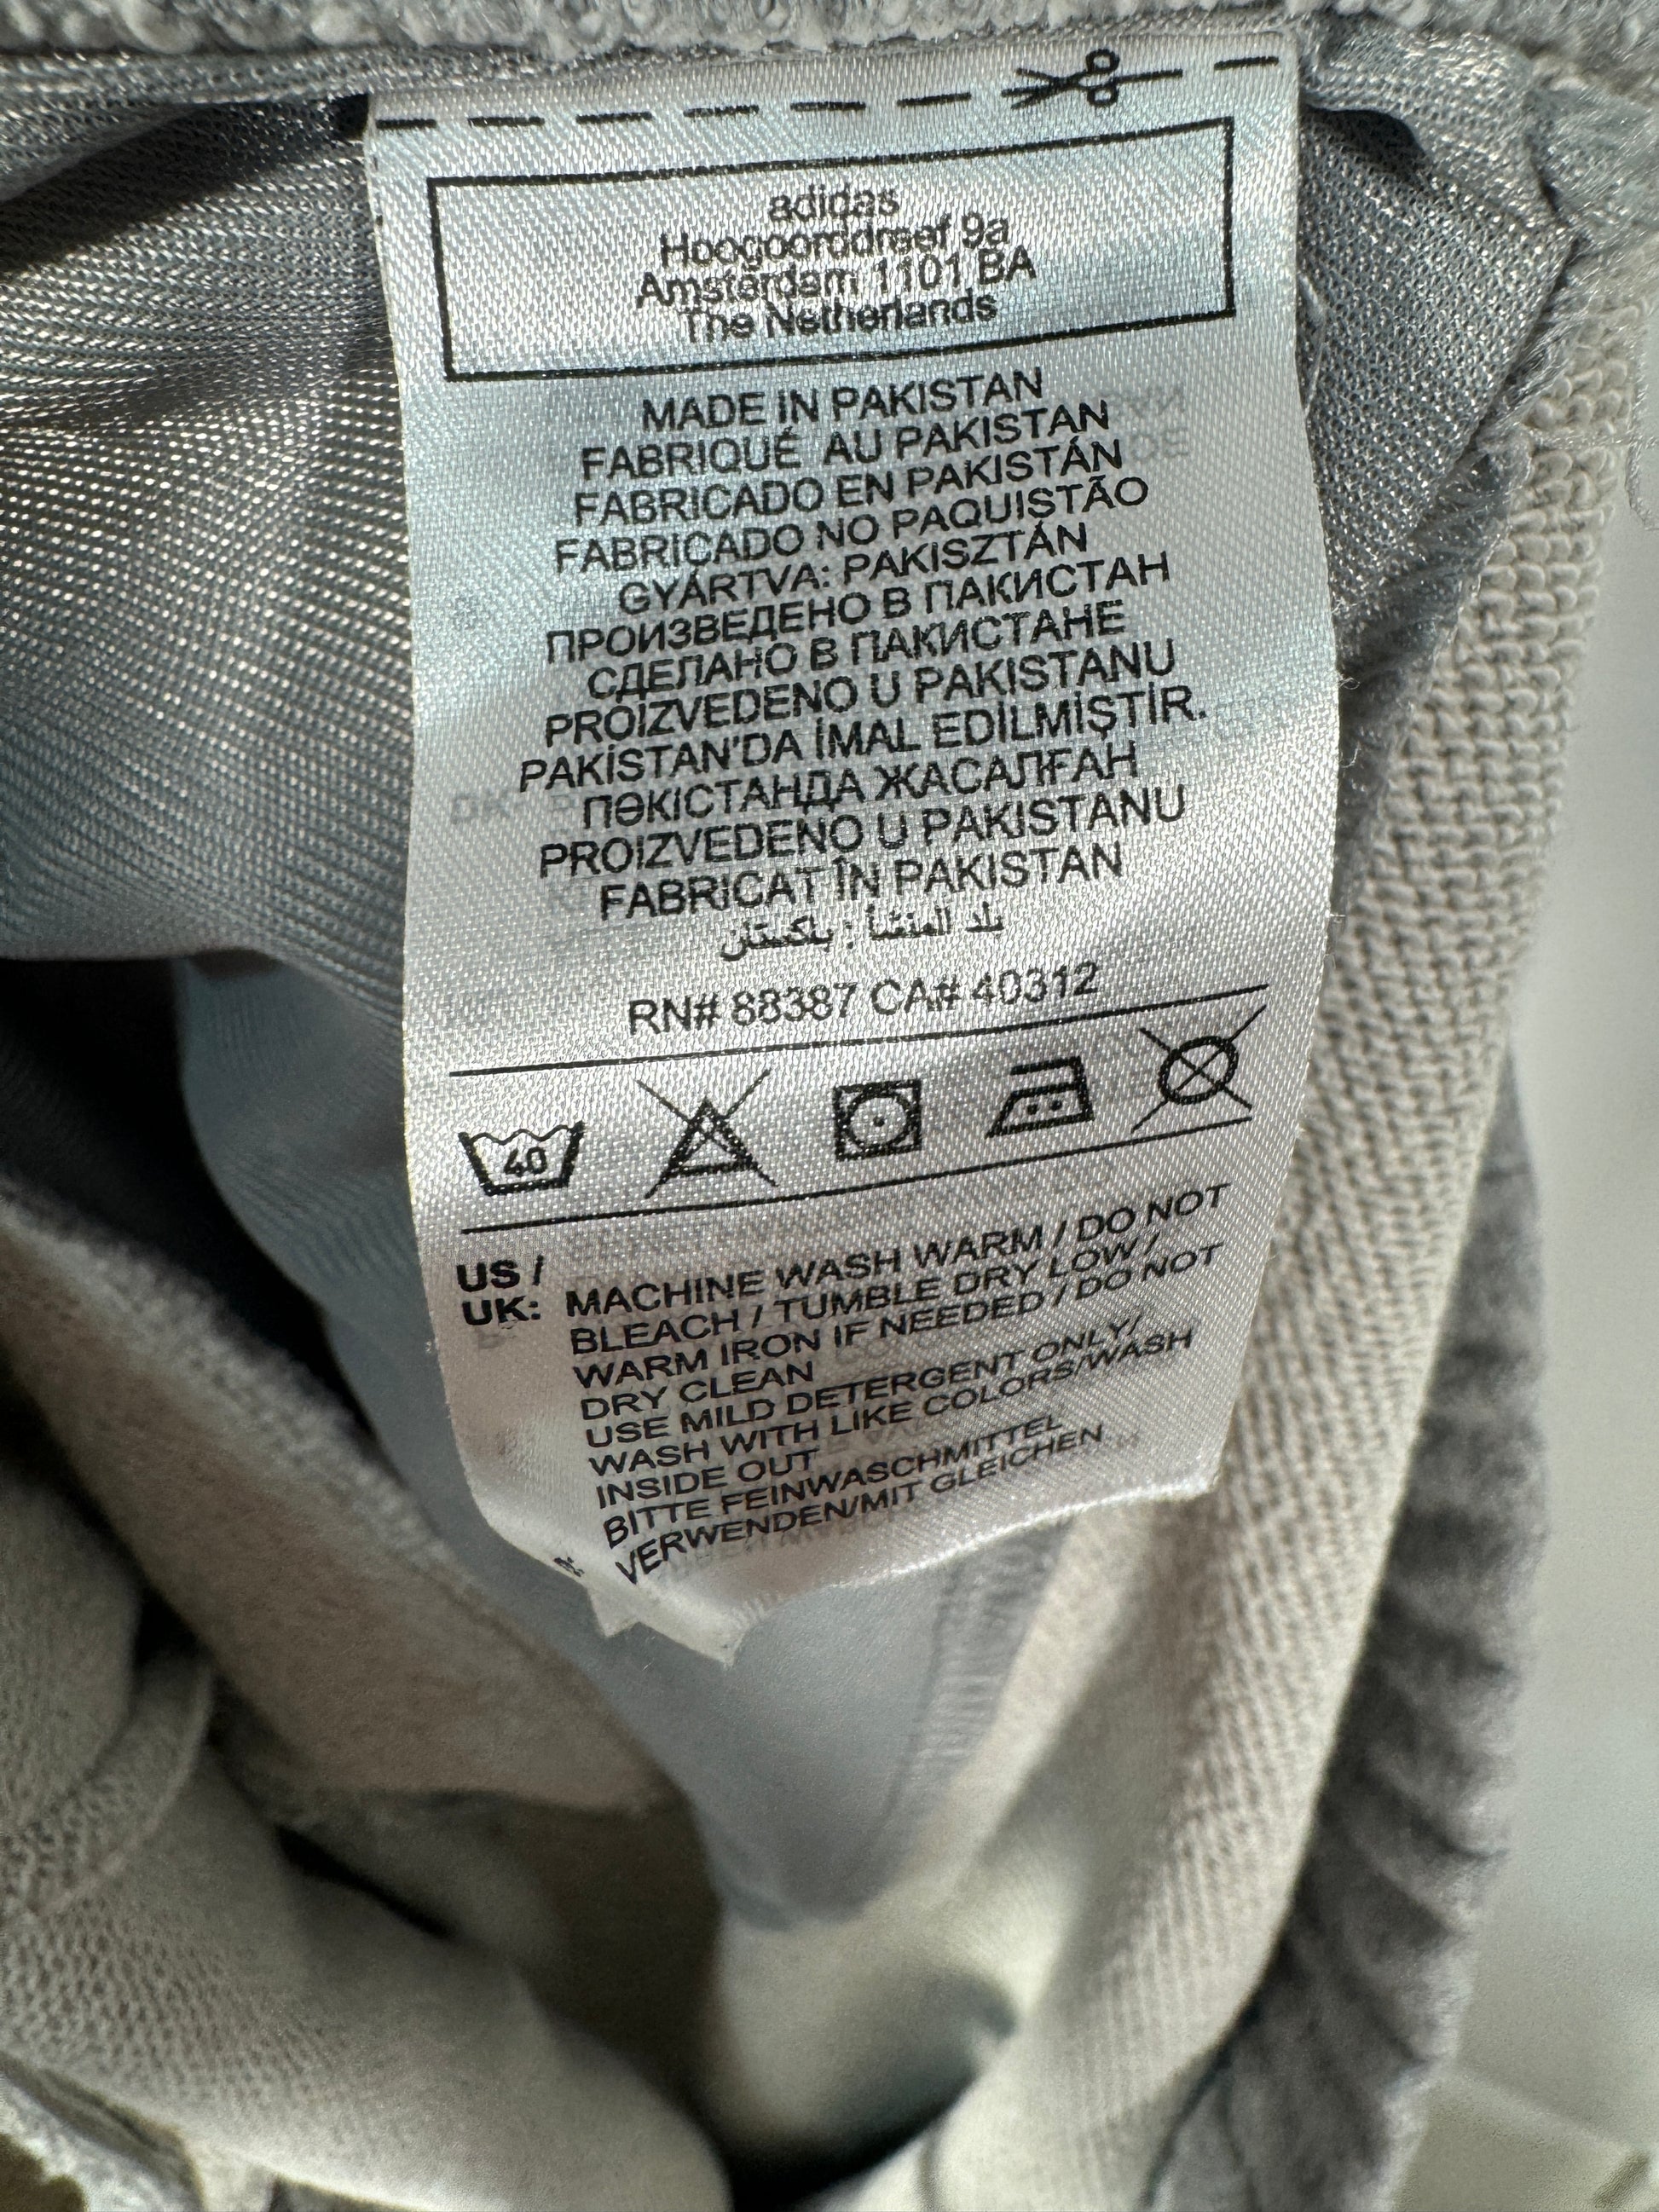 adidas
Hoogoorddreef 9a
Amsterdam 1101 BA
The Netherlands
MADE IN PAKISTAN
FABRIQUÉ AU PAKISTAN
FABRICADO EN PAKISTÁN
FABRICADO NO PAQUISTÃO
GYÁRTVA: PAKISZTÁN
ПРОИЗВЕДЕНО В ПАКИСТАН
СДЕЛАНО В ПАКИСТАНЕ
PROIZVEDENO U PAKISTANU
PAKİSTAN'DA İMAL EDİLMİŞTİR.
ПӘКІСТАНДА ЖАСАЛҒАН
PROIZVEDENO U PAKISTANU
FABRICAT ÎN PAKISTAN
بلد المنشأ : باكستان
RN# 88387 CA# 40312
40
US / UK: MACHINE WASH WARM / DO NOT
BLEACH / TUMBLE DRY LOW /
WARM IRON IF NEEDED / DO NOT
DRY CLEAN
USE MILD DETERGENT ONLY/
WASH WITH LIKE COLORS/WASH
INSIDE OUT
BITTE FEINWASCHMITTEL
VERWENDEN/MIT GLEICHEN